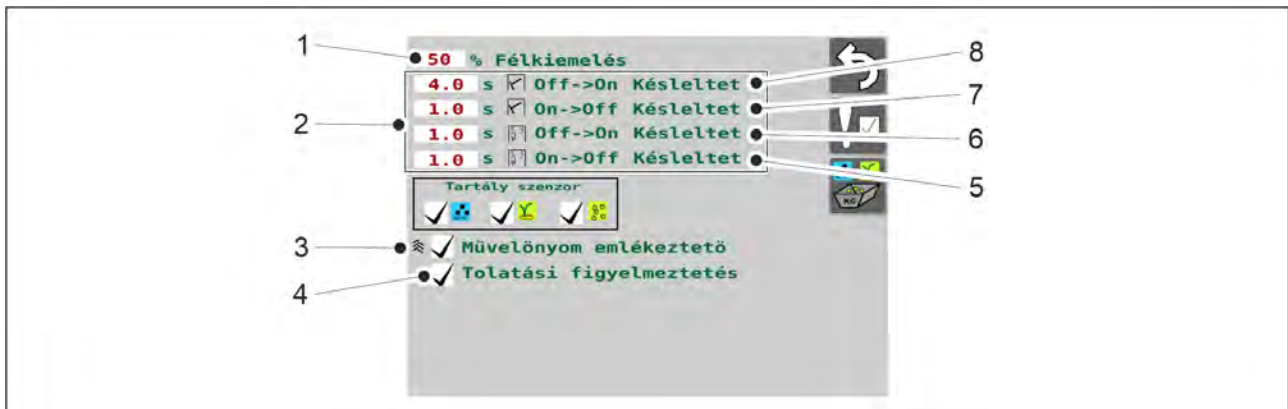 1
50 % Félkiemelés
8
4.0 s Off->On Késleltet
7
1.0 s On->Off Késleltet
2
1.0 s Off->On Késleltet
6
1.0 s On->Off Késleltet
5
Tartály szenzor
KG
3
Müvelönyom emlékeztetö
4
Tolatási figyelmeztetés